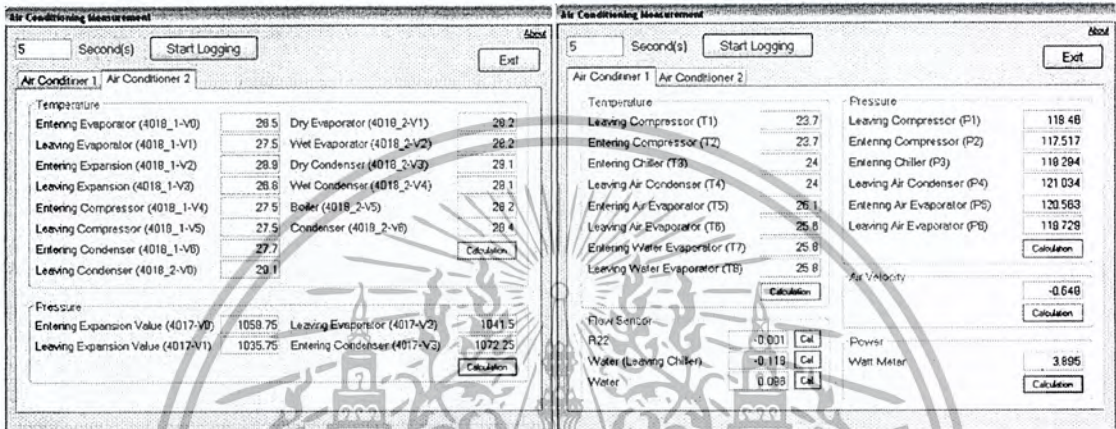 Air Conditioning Measurement
About
5 Second(s) Start Logging
Exit
Air Conditiner 1 Air Conditioner 2
Temperature
Entering Evaporator (4018_1-V0) 28.5 Dry Evaporator (4018_2-V1) 28.2
Leaving Evaporator (4018_1-V1) 27.5 Wet Evaporator (4018_2-V2) 28.2
Entering Expansion (4018_1-V2) 28.9 Dry Condenser (4018_2-V3) 29.1
Leaving Expansion (4018_1-V3) 26.8 Wet Condenser (4018_2-V4) 29.1
Entering Compressor (4018_1-V4) 27.5 Boiler (4018_2-V5) 28.2
Leaving Compressor (4018_1-V5) 27.5 Condenser (4018_2-V6) 28.4
Entering Condenser (4018_1-V6) 27.7 Calculation
Leaving Condenser (4018_2-V0) 29.1
Pressure
Entering Expansion Value (4017-V0) 1059.75 Leaving Evaporator (4017-V2) 1041.5
Leaving Expansion Value (4017-V1) 1035.75 Entering Condenser (4017-V3) 1072.25
Calculation
Air Conditioning Measurement
About
5 Second(s) Start Logging
Exit
Air Conditiner 1 Air Conditioner 2
Temperature
Leaving Compressor (T1) 23.7
Entering Compressor (T2) 23.7
Entering Chiller (T3) 24
Leaving Air Condenser (T4) 24
Entering Air Evaporator (T5) 26.1
Leaving Air Evaporator (T6) 25.8
Entering Water Evaporator (T7) 25.8
Leaving Water Evaporator (T8) 25.8
Calculation
Flow Sensor
R22 -0.001 Cal
Water (Leaving Chiller) -0.119 Cal
Water 0.098 Cal
Pressure
Leaving Compressor (P1) 118.46
Entering Compressor (P2) 117.517
Entering Chiller (P3) 118.294
Leaving Air Condenser (P4) 121.034
Entering Air Evaporator (P5) 120.563
Leaving Air Evaporator (P6) 119.729
Calculation
Air Velocity
-0.648
Calculation
Power
Watt Meter 3.895
Calculation